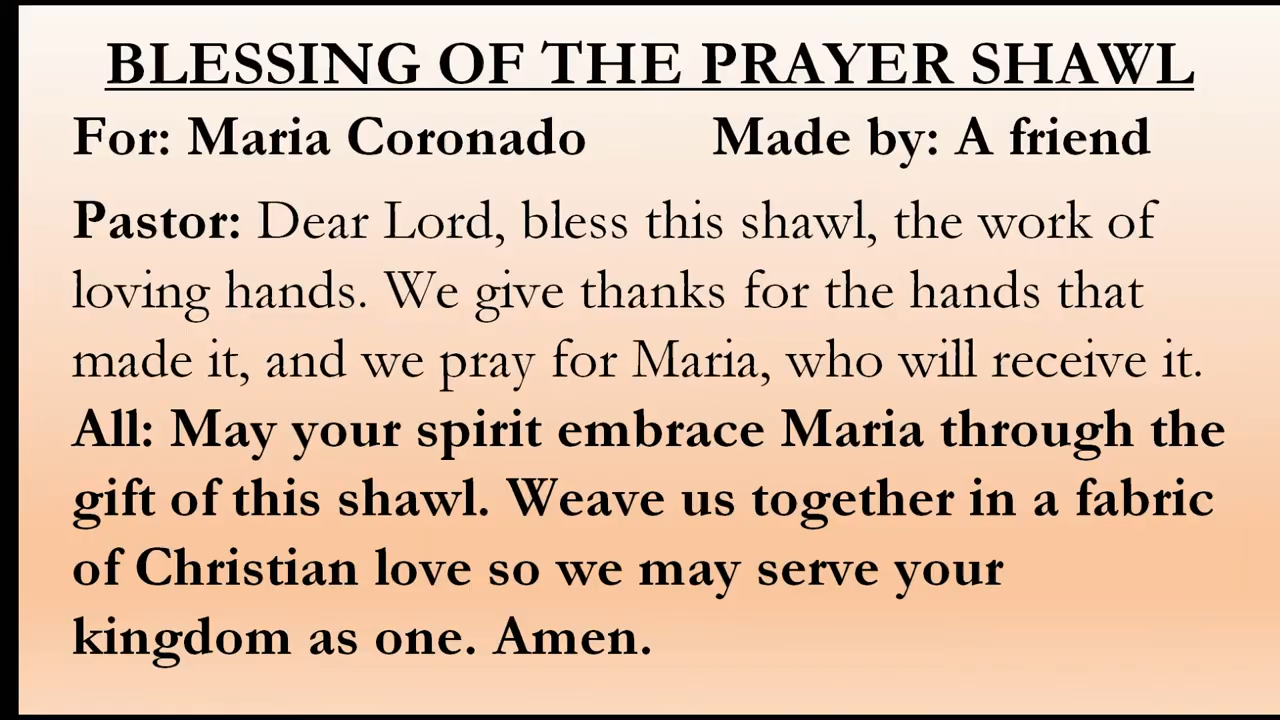 BLESSING OF THE PRAYER SHAWL
For: Maria Coronado Made by: A friend
Pastor: Dear Lord, bless this shawl, the work of
loving hands. We give thanks for the hands that
made it, and we pray for Maria, who will receive it.
All: May your spirit embrace Maria through the
gift of this shawl. Weave us together in a fabric
of Christian love so we may serve your
kingdom as one. Amen.